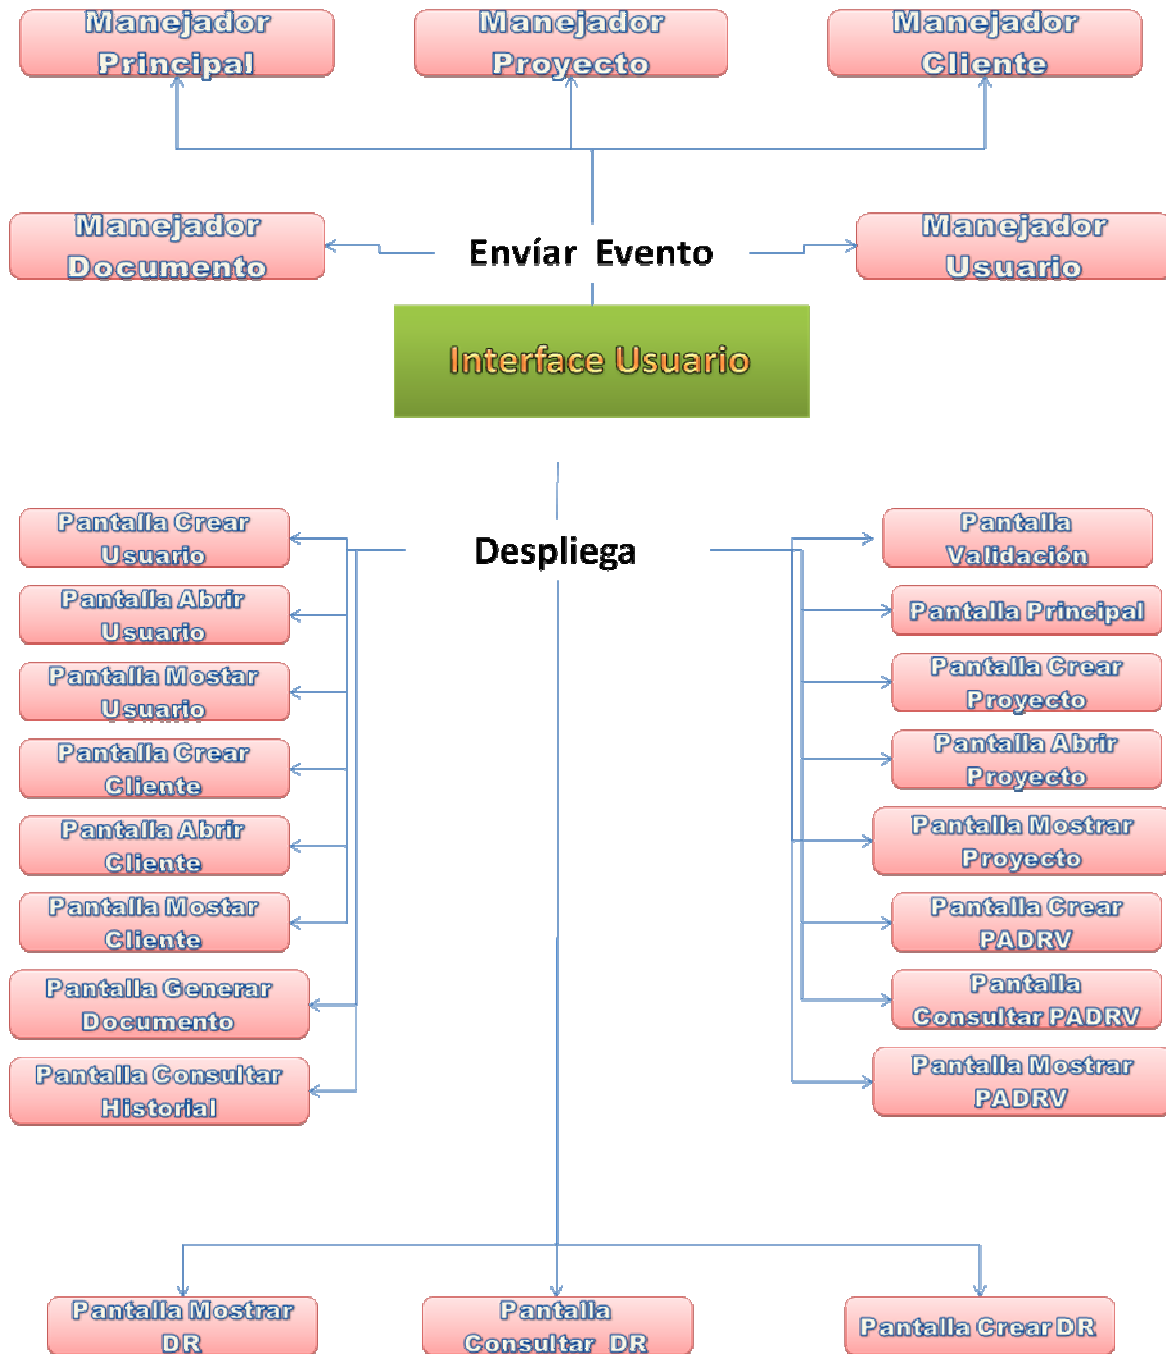 Manejador
Principal
Manejador
Proyecto
Manejador
Cliente
Manejador
Documento
Envíar Evento
Manejador
Usuario
Interface Usuario
Despliega
Pantalla Crear
Usuario
Pantalla Abrir
Usuario
Pantalla Mostar
Usuario
Pantalla Crear
Cliente
Pantalla Abrir
Cliente
Pantalla Mostar
Cliente
Pantalla Generar
Documento
Pantalla Consultar
Historial
Pantalla
Validación
Pantalla Principal
Pantalla Crear
Proyecto
Pantalla Abrir
Proyecto
Pantalla Mostrar
Proyecto
Pantalla Crear
PADRV
Pantalla
Consultar PADRV
Pantalla Mostrar
PADRV
Pantalla Mostrar
DR
Pantalla
Consultar DR
Pantalla Crear DR